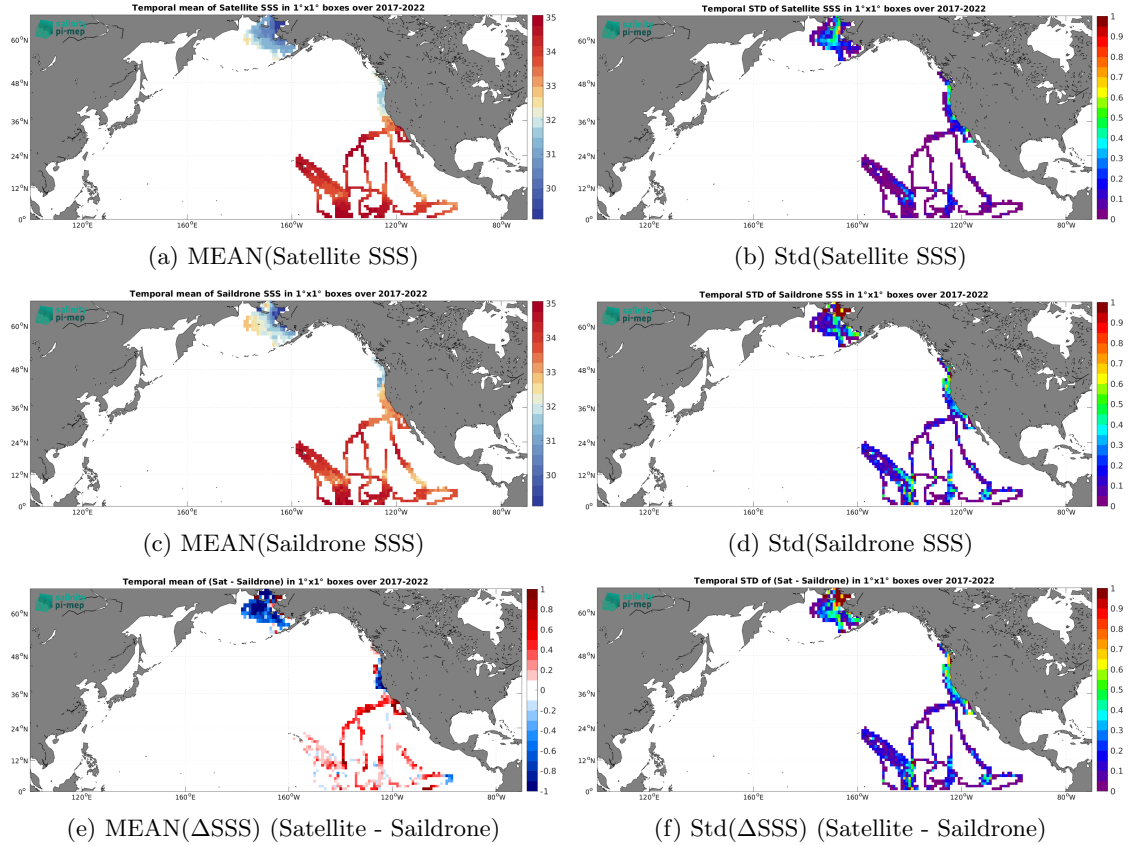 Temporal mean of Satellite SSS in 1°x1° boxes over 2017-2022
salinity
pi-mep
60°N
48°N
36°N
24°N
12°N
0°
120°E
160°E
160°W
120°W
80°W
35
34
33
32
31
30
(a) MEAN(Satellite SSS)
Temporal STD of Satellite SSS in 1°x1° boxes over 2017-2022
salinity
pi-mep
60°N
48°N
36°N
24°N
12°N
0°
120°E
160°E
160°W
120°W
80°W
1
0.9
0.8
0.7
0.6
0.5
0.4
0.3
0.2
0.1
0
(b) Std(Satellite SSS)
Temporal mean of Saildrone SSS in 1°x1° boxes over 2017-2022
salinity
pi-mep
60°N
48°N
36°N
24°N
12°N
0°
120°E
160°E
160°W
120°W
80°W
35
34
33
32
31
30
(c) MEAN(Saildrone SSS)
Temporal STD of Saildrone SSS in 1°x1° boxes over 2017-2022
salinity
pi-mep
60°N
48°N
36°N
24°N
12°N
0°
120°E
160°E
160°W
120°W
80°W
1
0.9
0.8
0.7
0.6
0.5
0.4
0.3
0.2
0.1
0
(d) Std(Saildrone SSS)
Temporal mean of (Sat - Saildrone) in 1°x1° boxes over 2017-2022
salinity
pi-mep
60°N
48°N
36°N
24°N
12°N
0°
120°E
160°E
160°W
120°W
80°W
1
0.8
0.6
0.4
0.2
0.1
0
-0.1
-0.2
-0.4
-0.6
-0.8
-1
(e) MEAN(ΔSSS) (Satellite - Saildrone)
Temporal STD of (Sat - Saildrone) in 1°x1° boxes over 2017-2022
salinity
pi-mep
60°N
48°N
36°N
24°N
12°N
0°
120°E
160°E
160°W
120°W
80°W
1
0.9
0.8
0.7
0.6
0.5
0.4
0.3
0.2
0.1
0
(f) Std(ΔSSS) (Satellite - Saildrone)